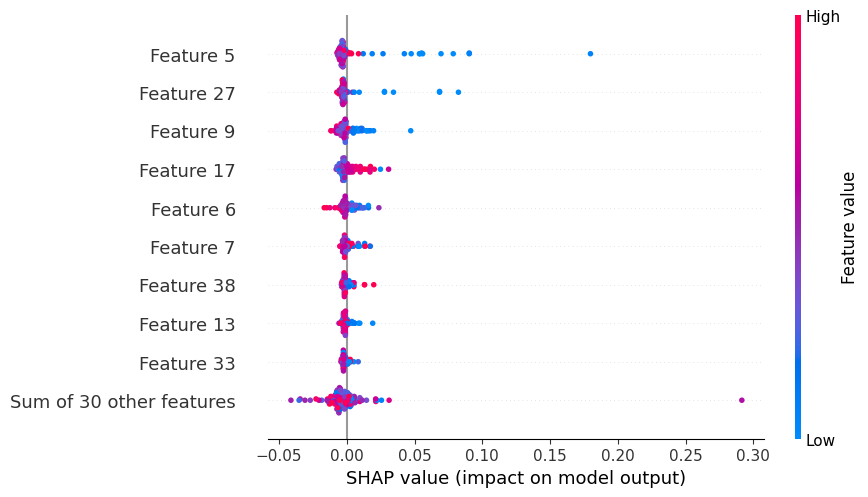 High
Feature 5
Feature 27
Feature 9
Feature 17
Feature 6
Feature 7
Feature 38
Feature 13
Feature 33
Sum of 30 other features
Feature value
Low
−0.05 0.00 0.05 0.10 0.15 0.20 0.25 0.30
SHAP value (impact on model output)